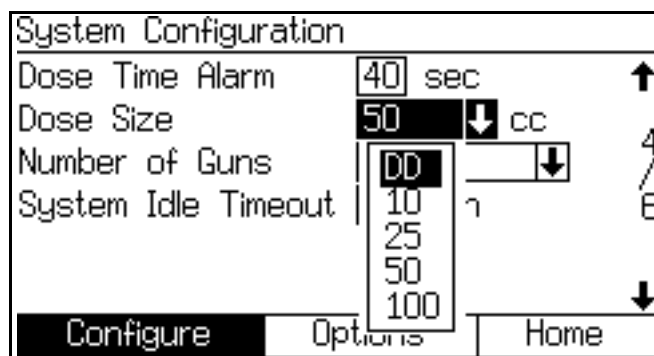 System Configuration
Dose Time Alarm 40 sec
Dose Size 50 cc
Number of Guns
System Idle Timeout
DD
10
25
50
100
4
/
Configure Options Home